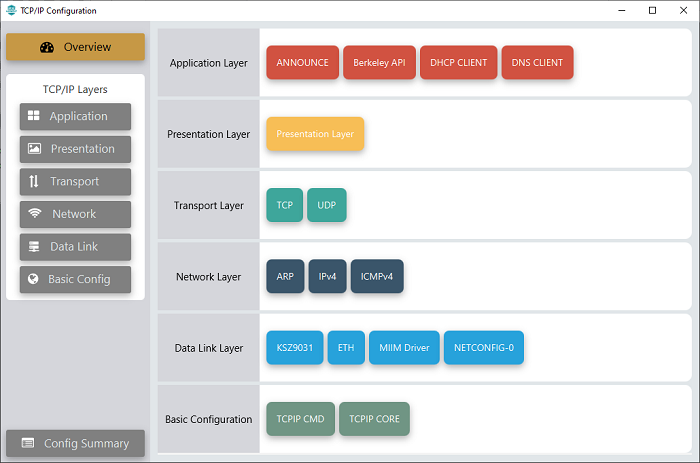 TCP/IP Configuration
Overview
TCP/IP Layers
Application
Presentation
Transport
Network
Data Link
Basic Config
Config Summary
Application Layer
ANNOUNCE
Berkeley API
DHCP CLIENT
DNS CLIENT
Presentation Layer
Presentation Layer
Transport Layer
TCP
UDP
Network Layer
ARP
IPv4
ICMPv4
Data Link Layer
KSZ9031
ETH
MIIM Driver
NETCONFIG-0
Basic Configuration
TCPIP CMD
TCPIP CORE